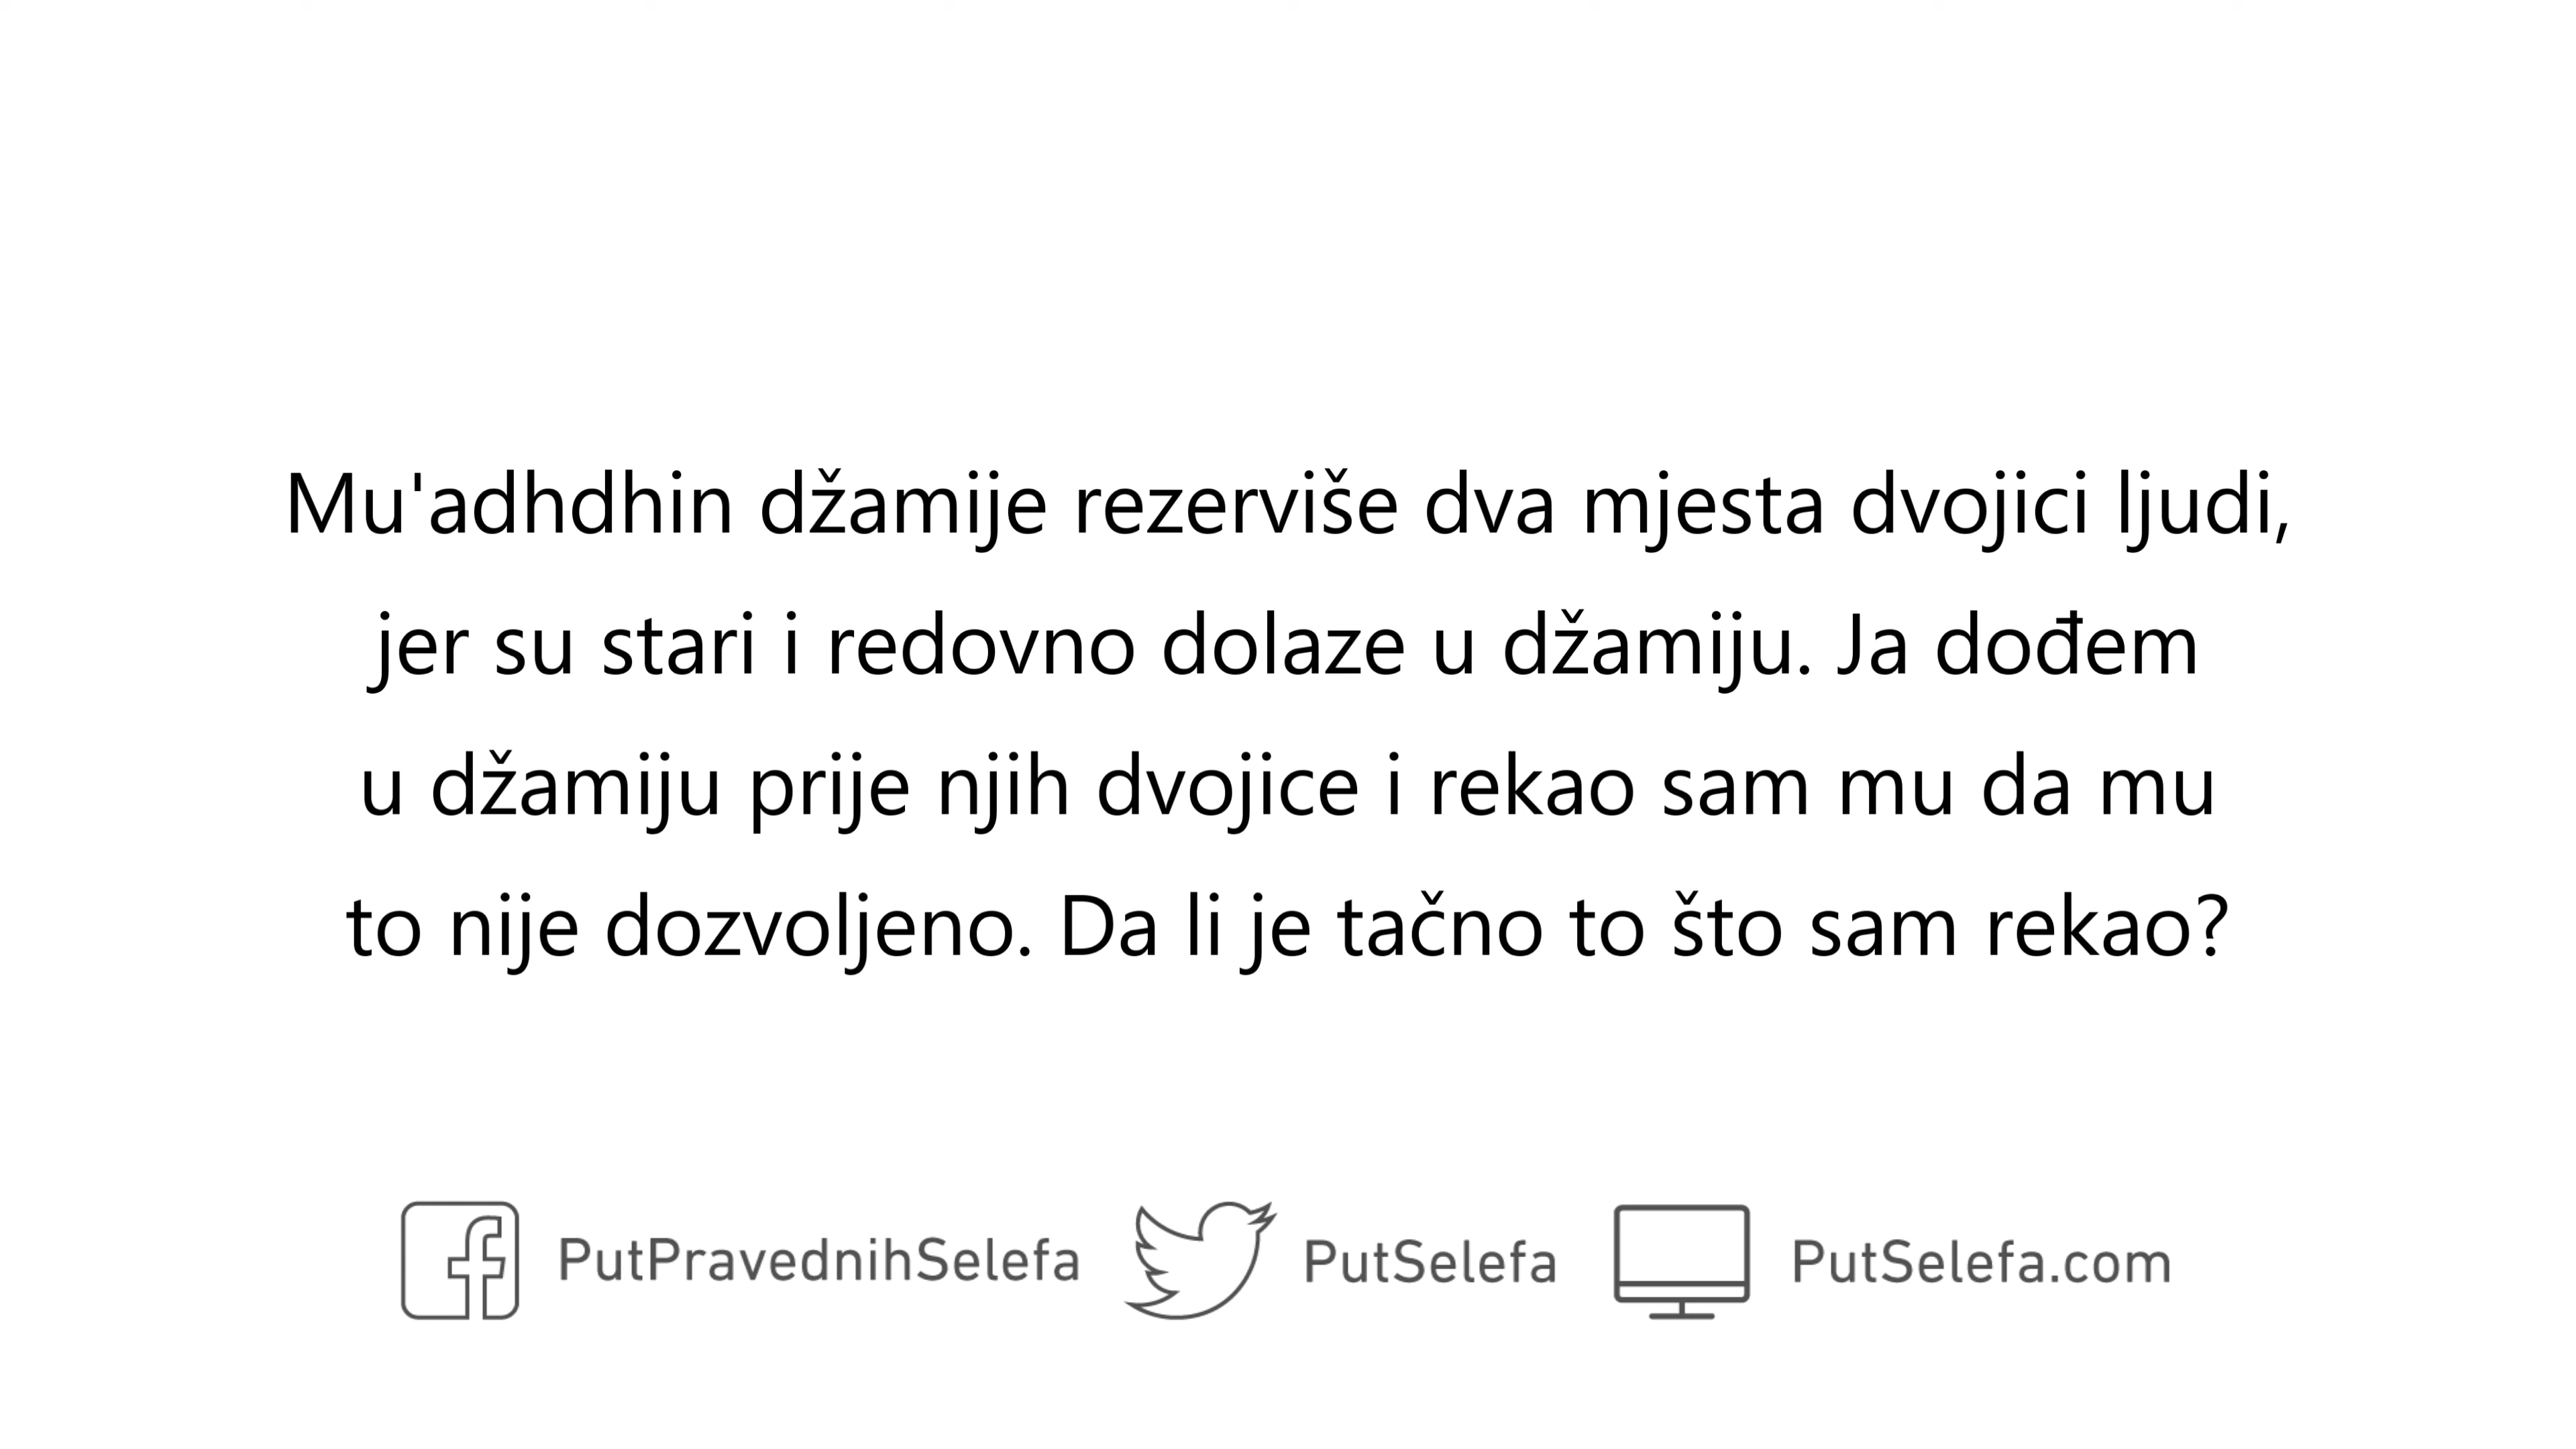 Mu'adhdhin džamije rezerviše dva mjesta dvojici ljudi,
jer su stari i redovno dolaze u džamiju. Ja dođem
u džamiju prije njih dvojice i rekao sam mu da mu
to nije dozvoljeno. Da li je tačno to što sam rekao?
PutPravednihSelefa PutSelefa PutSelefa.com